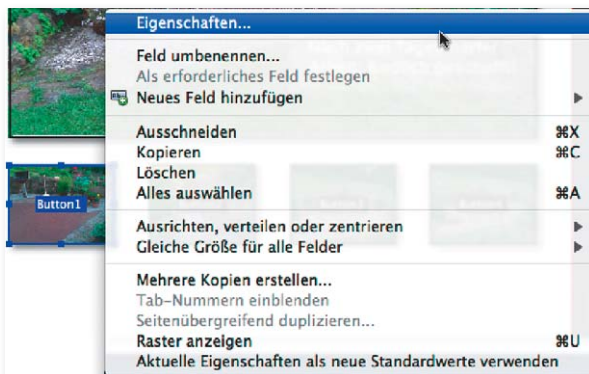 Eigenschaften...
Feld umbenennen...
Als erforderliches Feld festlegen
Neues Feld hinzufügen
Ausschneiden ⌘X
Kopieren ⌘C
Löschen
Alles auswählen ⌘A
Button1
Ausrichten, verteilen oder zentrieren
Gleiche Größe für alle Felder
Mehrere Kopien erstellen...
Tab-Nummern einblenden
Seitenübergreifend duplizieren...
Raster anzeigen ⌘U
Aktuelle Eigenschaften als neue Standardwerte verwenden